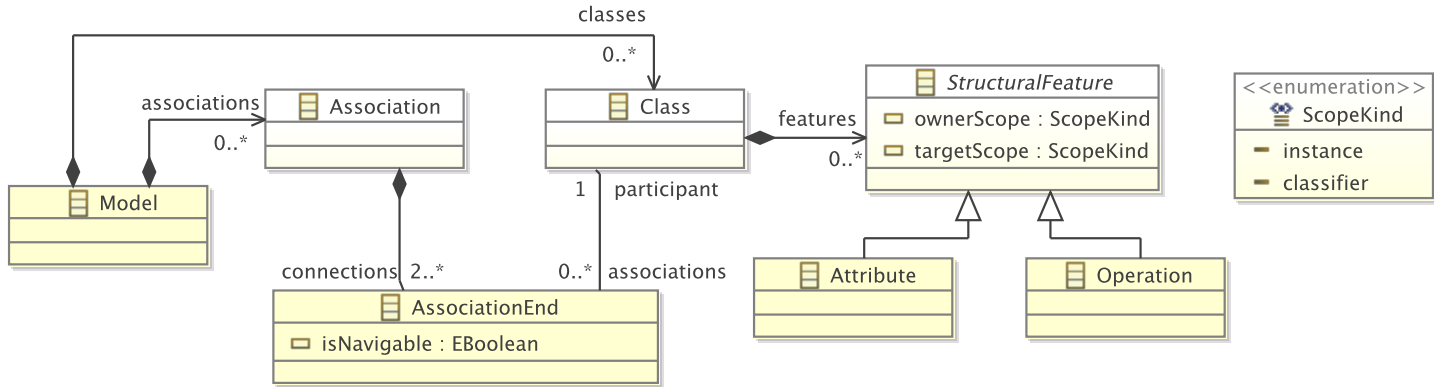 classes
0..*
associations
0..*
Association
Class
features
0..*
StructuralFeature
ownerScope : ScopeKind
targetScope : ScopeKind
<<enumeration>>
ScopeKind
instance
classifier
Model
1
participant
connections
2..*
0..*
associations
AssociationEnd
isNavigable : EBoolean
Attribute
Operation